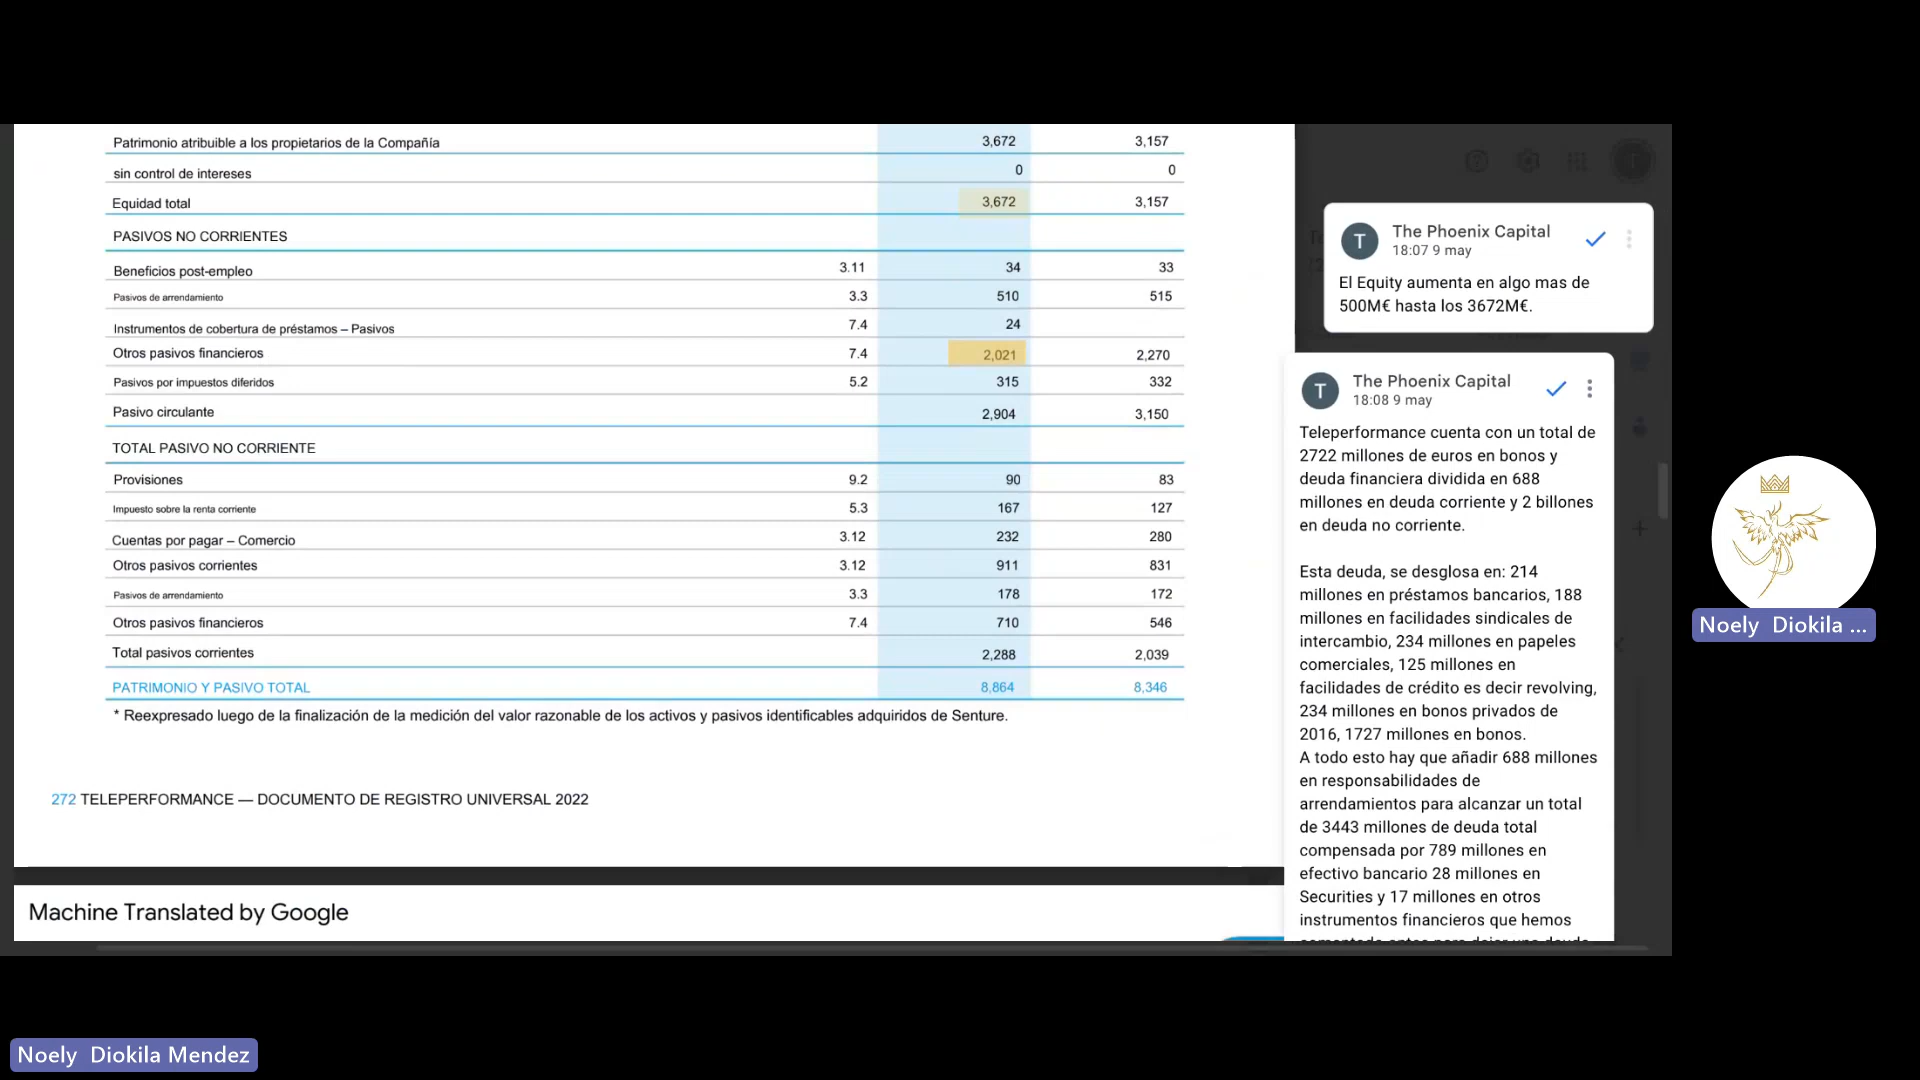 Patrimonio atribuible a los propietarios de la Compañía 3,672 3,157
sin control de intereses 0 0
Equidad total 3,672 3,157
PASIVOS NO CORRIENTES
Beneficios post-empleo 3.11 34 33
Pasivos de arrendamiento 3.3 510 515
Instrumentos de cobertura de préstamos – Pasivos 7.4 24
Otros pasivos financieros 7.4 2,021 2,270
Pasivos por impuestos diferidos 5.2 315 332
Pasivo circulante 2,904 3,150
TOTAL PASIVO NO CORRIENTE
Provisiones 9.2 90 83
Impuesto sobre la renta corriente 5.3 167 127
Cuentas por pagar – Comercio 3.12 232 280
Otros pasivos corrientes 3.12 911 831
Pasivos de arrendamiento 3.3 178 172
Otros pasivos financieros 7.4 710 546
Total pasivos corrientes 2,288 2,039
PATRIMONIO Y PASIVO TOTAL 8,864 8,346
* Reexpresado luego de la finalización de la medición del valor razonable de los activos y pasivos identificables adquiridos de Senture.
272 TELEPERFORMANCE — DOCUMENTO DE REGISTRO UNIVERSAL 2022
Machine Translated by Google
T
The Phoenix Capital
18:07 9 may
El Equity aumenta en algo mas de
500M€ hasta los 3672M€.
T
The Phoenix Capital
18:08 9 may
Teleperformance cuenta con un total de
2722 millones de euros en bonos y
deuda financiera dividida en 688
millones en deuda corriente y 2 billones
en deuda no corriente.
Esta deuda, se desglosa en: 214
millones en préstamos bancarios, 188
millones en facilidades sindicales de
intercambio, 234 millones en papeles
comerciales, 125 millones en
facilidades de crédito es decir revolving,
234 millones en bonos privados de
2016, 1727 millones en bonos.
A todo esto hay que añadir 688 millones
en responsabilidades de
arrendamientos para alcanzar un total
de 3443 millones de deuda total
compensada por 789 millones en
efectivo bancario 28 millones en
Securities y 17 millones en otros
instrumentos financieros que hemos
Noely Diokila ...
Noely Diokila Mendez